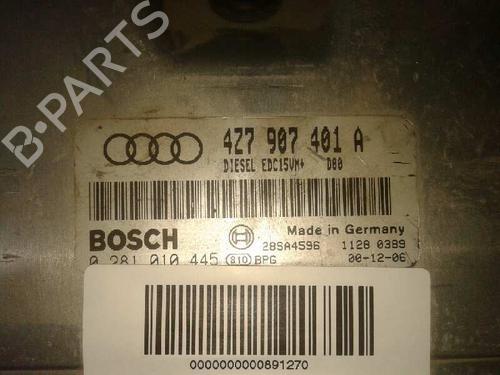 B-PARTS
4Z7 907 401 A
DIESEL EDC15VM+ D80
BOSCH
Made in Germany
28SA4596 1128 0389
0 281 010 445 810 BPG 00-12-06
0000000000891270